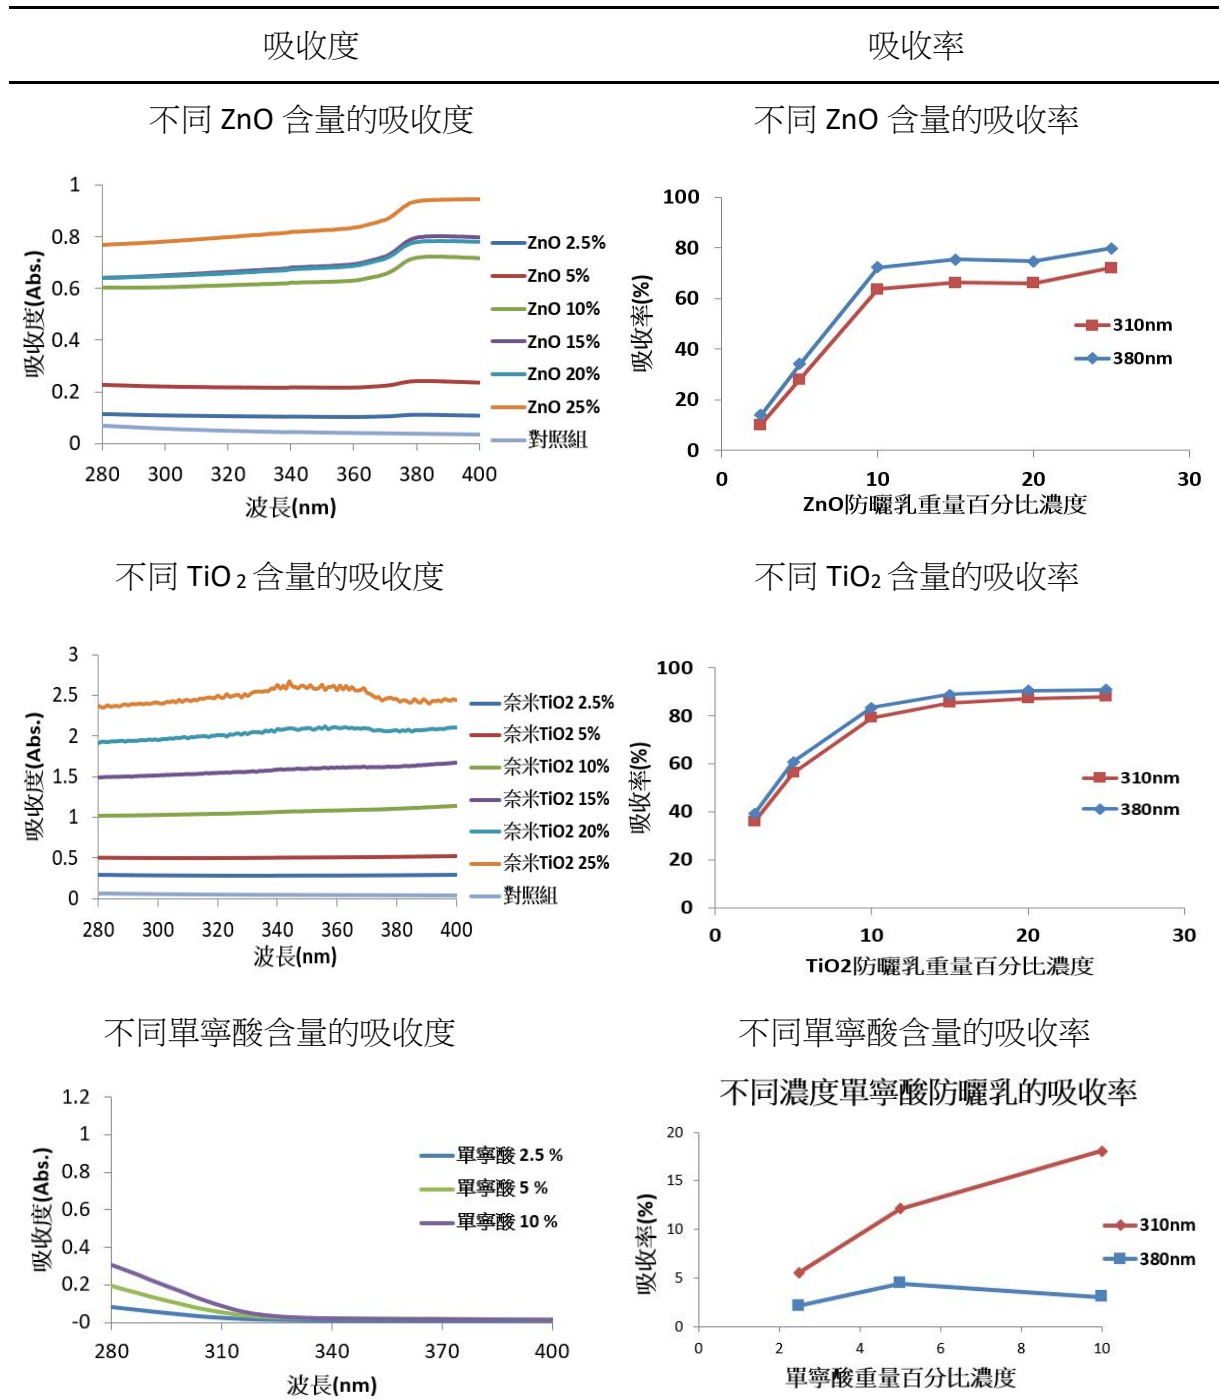 吸收度
吸收率
不同 ZnO 含量的吸收度
不同 ZnO 含量的吸收率
1
0.8
0.6
0.4
0.2
0
吸收度(Abs.)
280 300 320 340 360 380 400
波長(nm)
ZnO 2.5%
ZnO 5%
ZnO 10%
ZnO 15%
ZnO 20%
ZnO 25%
對照組
100
80
60
40
20
0
吸收率(%)
0 10 20 30
ZnO防曬乳重量百分比濃度
310nm
380nm
不同 TiO2 含量的吸收度
不同 TiO2 含量的吸收率
3
2.5
2
1.5
1
0.5
0
吸收度(Abs.)
280 300 320 340 360 380 400
波長(nm)
奈米TiO2 2.5%
奈米TiO2 5%
奈米TiO2 10%
奈米TiO2 15%
奈米TiO2 20%
奈米TiO2 25%
對照組
100
80
60
40
20
0
吸收率(%)
0 10 20 30
TiO2防曬乳重量百分比濃度
310nm
380nm
不同單寧酸含量的吸收度
不同單寧酸含量的吸收率
1.2
1
0.8
0.6
0.4
0.2
-0
吸收度(Abs.)
280 310 340 370 400
波長(nm)
單寧酸 2.5 %
單寧酸 5 %
單寧酸 10 %
不同濃度單寧酸防曬乳的吸收率
20
15
10
5
0
吸收率(%)
0 2 4 6 8 10
單寧酸重量百分比濃度
310nm
380nm